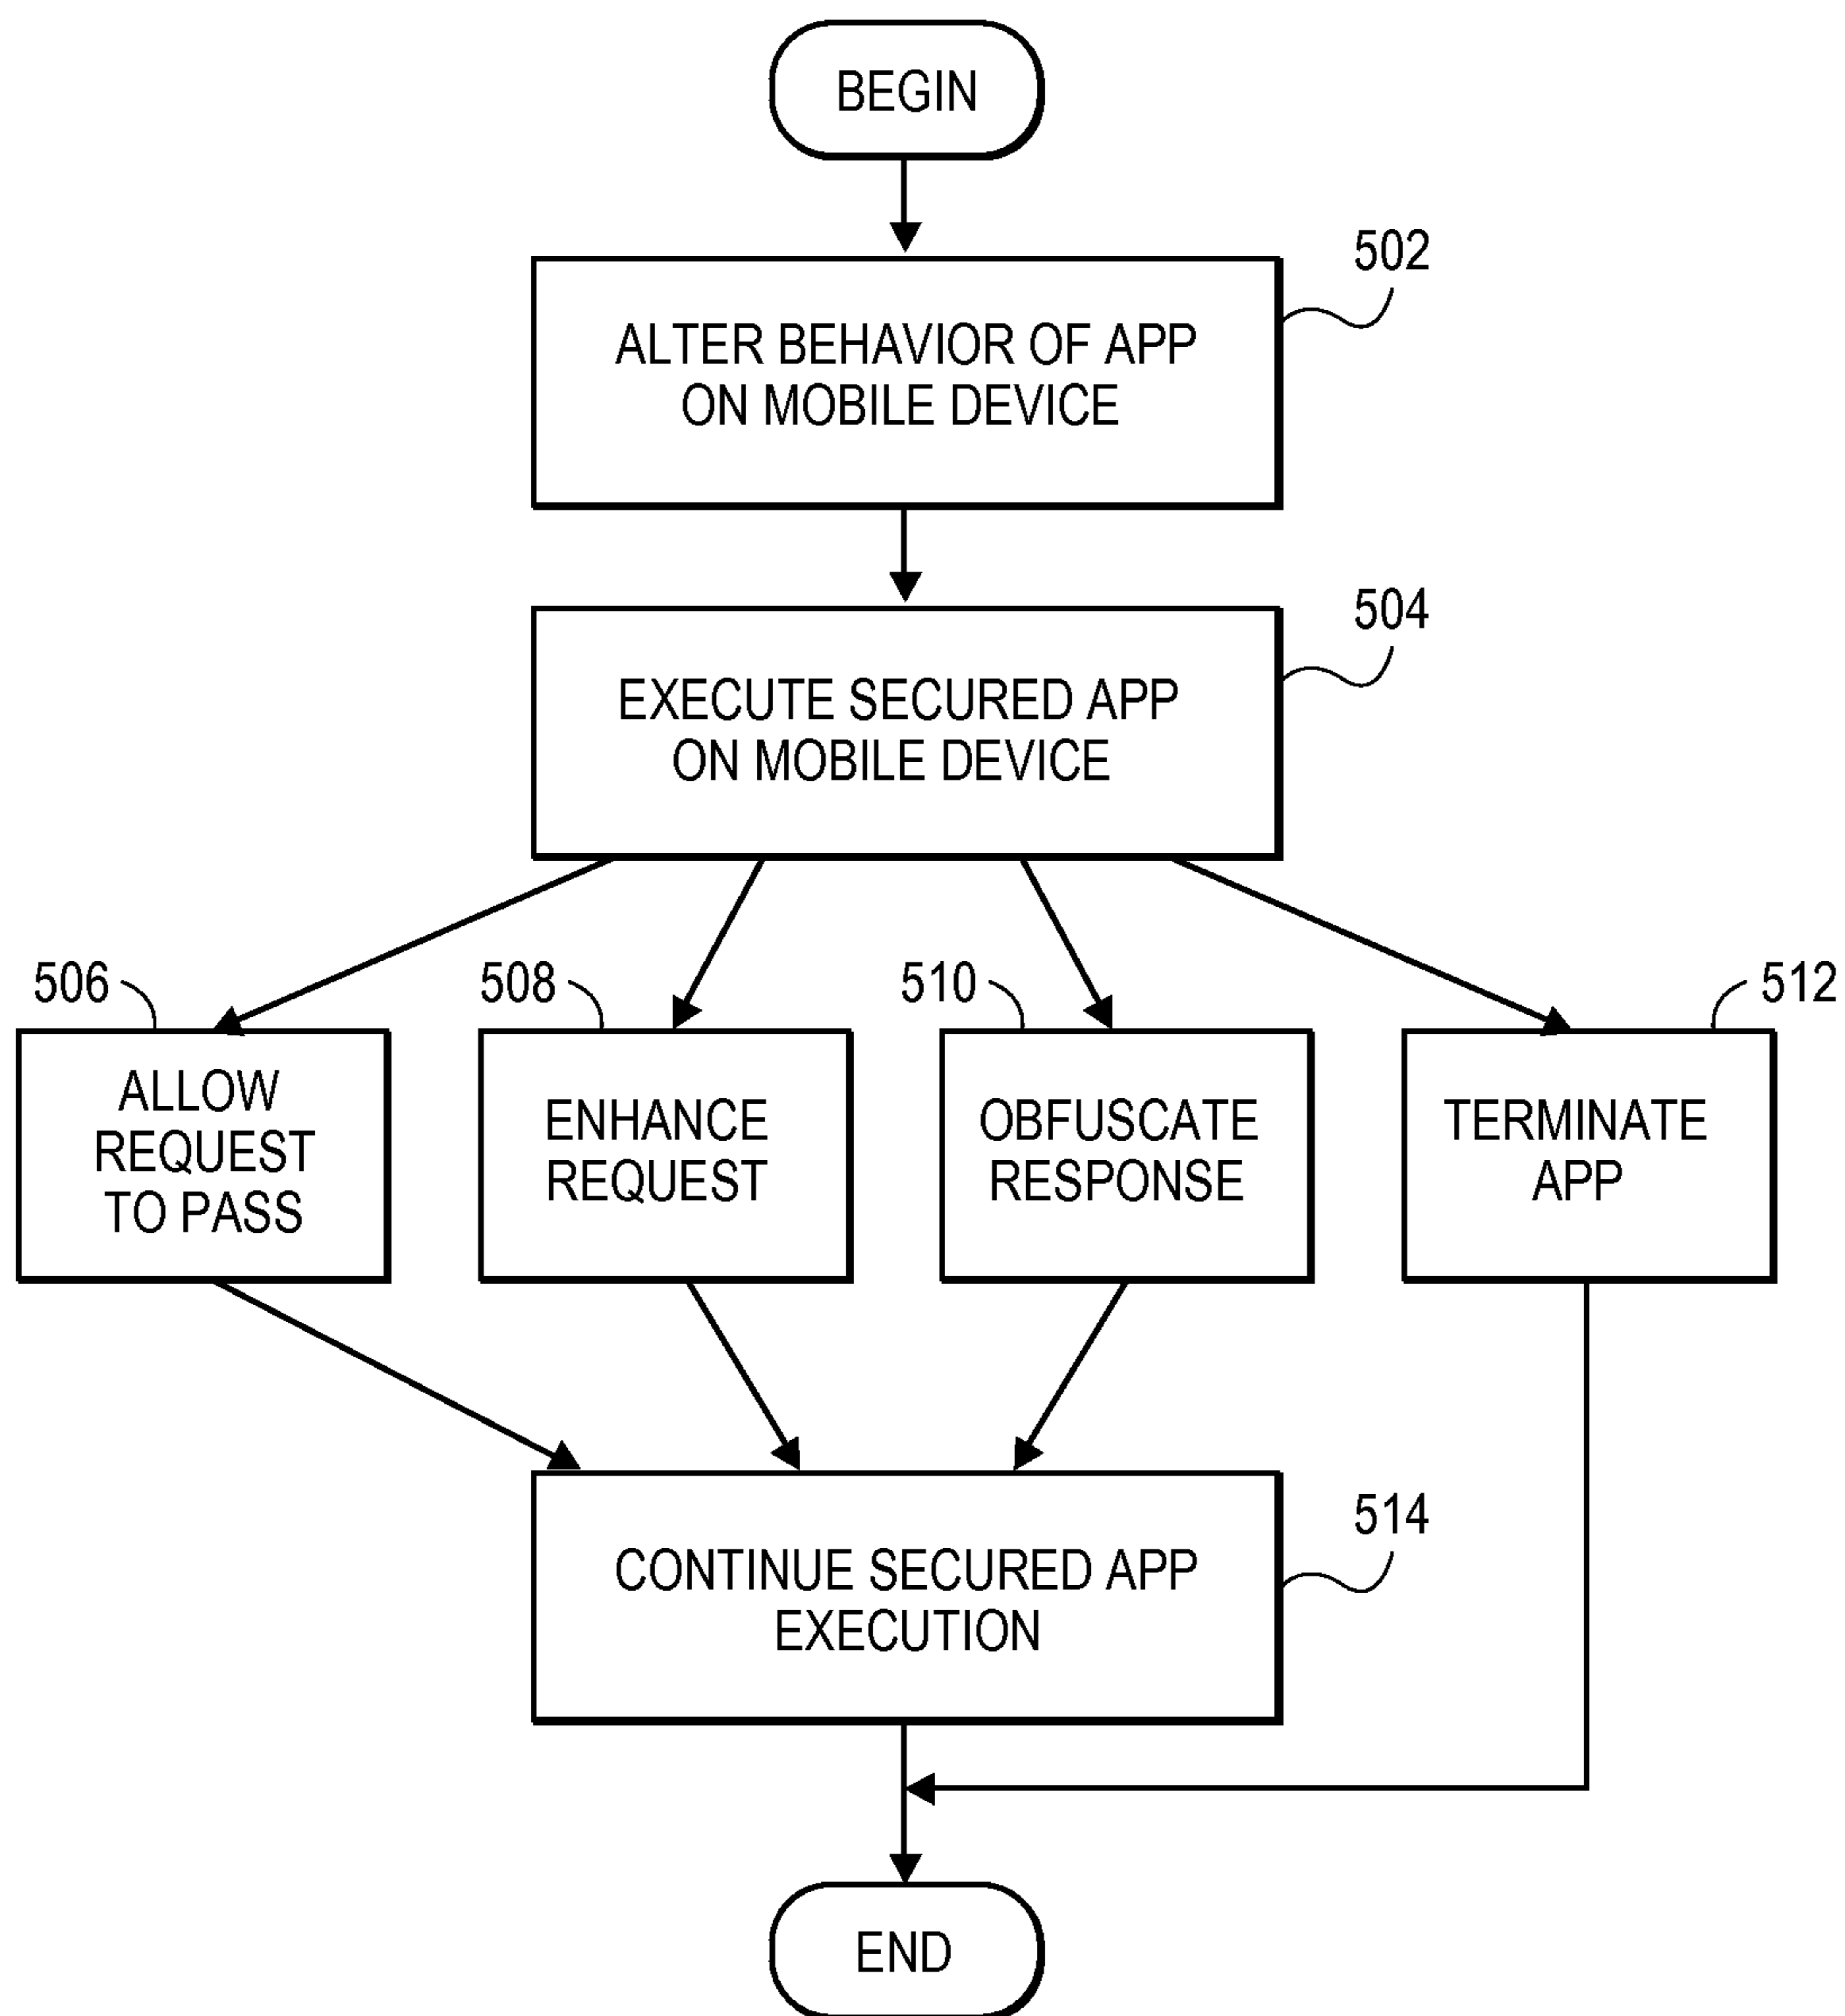 BEGIN
502
ALTER BEHAVIOR OF APP
ON MOBILE DEVICE
504
EXECUTE SECURED APP
ON MOBILE DEVICE
506
508
510
512
ALLOW
REQUEST
TO PASS
ENHANCE
REQUEST
OBFUSCATE
RESPONSE
TERMINATE
APP
514
CONTINUE SECURED APP
EXECUTION
END